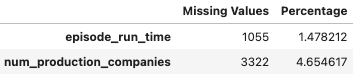 Missing Values Percentage
episode_run_time 1055 1.478212
num_production_companies 3322 4.654617